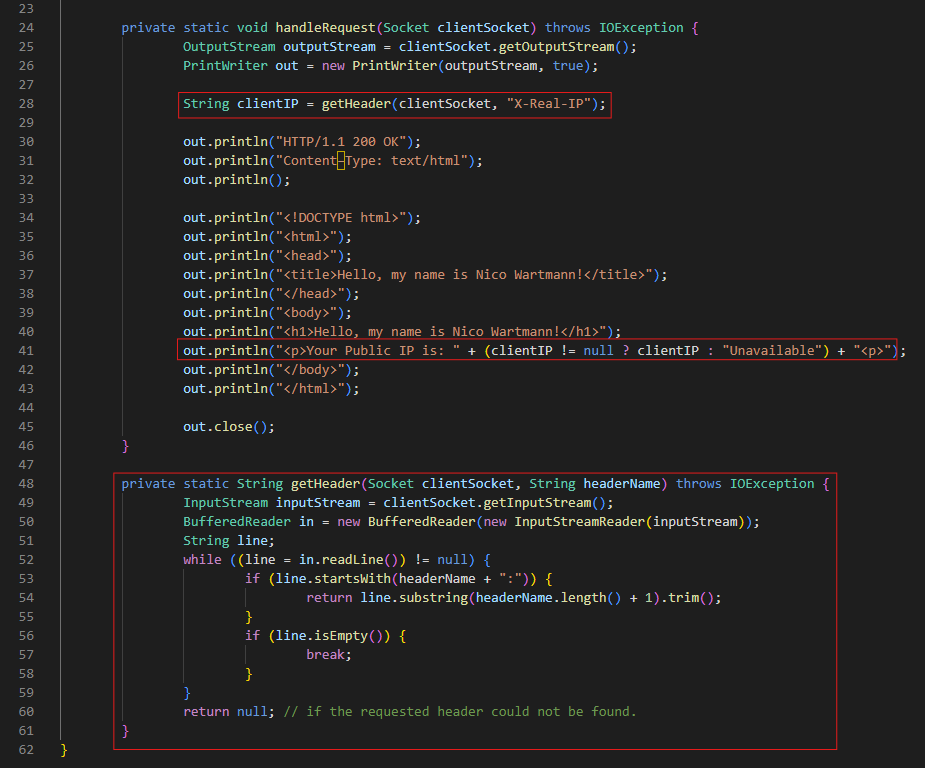 23
24 private static void handleRequest(Socket clientSocket) throws IOException {
25 OutputStream outputStream = clientSocket.getOutputStream();
26 PrintWriter out = new PrintWriter(outputStream, true);
27
28 String clientIP = getHeader(clientSocket, "X-Real-IP");
29
30 out.println("HTTP/1.1 200 OK");
31 out.println("Content-Type: text/html");
32 out.println();
33
34 out.println("<!DOCTYPE html>");
35 out.println("<html>");
36 out.println("<head>");
37 out.println("<title>Hello, my name is Nico Wartmann!</title>");
38 out.println("</head>");
39 out.println("<body>");
40 out.println("<h1>Hello, my name is Nico Wartmann!</h1>");
41 out.println("<p>Your Public IP is: " + (clientIP != null ? clientIP : "Unavailable") + "<p>");
42 out.println("</body>");
43 out.println("</html>");
44
45 out.close();
46 }
47
48 private static String getHeader(Socket clientSocket, String headerName) throws IOException {
49 InputStream inputStream = clientSocket.getInputStream();
50 BufferedReader in = new BufferedReader(new InputStreamReader(inputStream));
51 String line;
52 while ((line = in.readLine()) != null) {
53 if (line.startsWith(headerName + ":")) {
54 return line.substring(headerName.length() + 1).trim();
55 }
56 if (line.isEmpty()) {
57 break;
58 }
59 }
60 return null; // if the requested header could not be found.
61 }
62 }